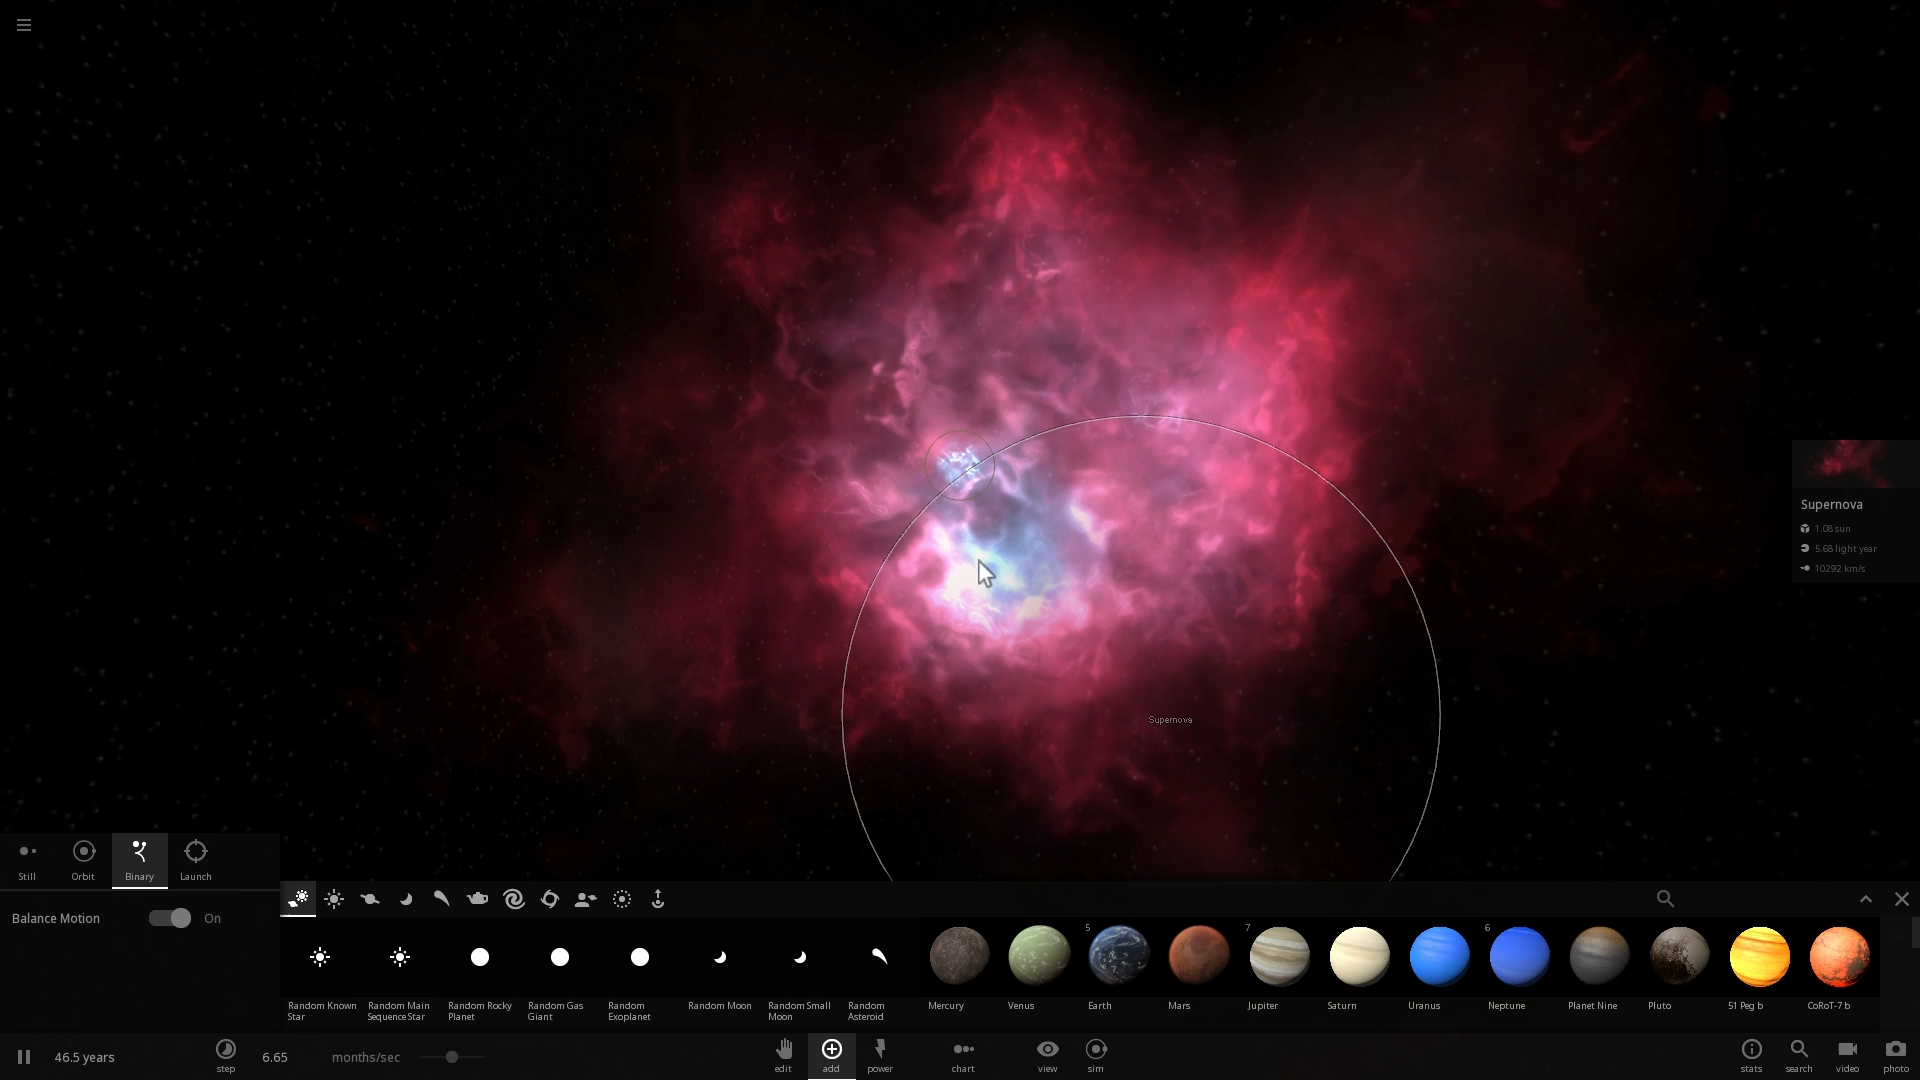 Supernova
1.08 sun
5.68 light year
10292 km/s
Supernova
Still
Orbit
Binary
Launch
Balance Motion
On
5
7
6
Random Known
Star
Random Main
Sequence Star
Random Rocky
Planet
Random Gas
Giant
Random
Exoplanet
Random Moon
Random Small
Moon
Random
Asteroid
Mercury
Venus
Earth
Mars
Jupiter
Saturn
Uranus
Neptune
Planet Nine
Pluto
51 Peg b
CoRoT-7 b
46.5 years
step
6.65
months/sec
edit
add
power
chart
view
sim
stats
search
video
photo